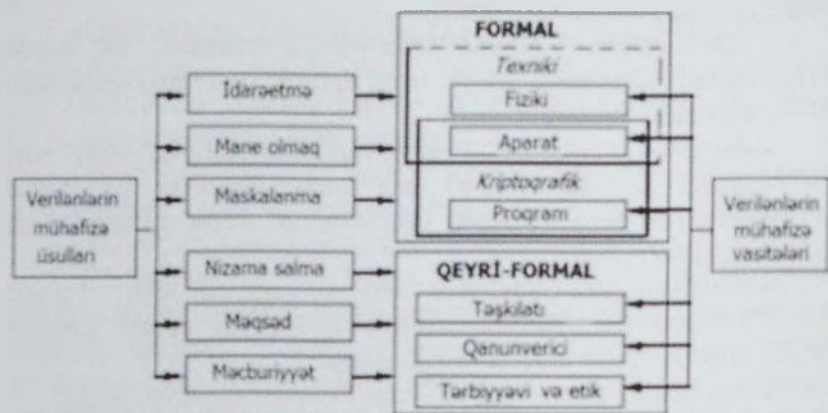 Verilənlərin
mühafizə
üsulları
İdarəetmə
Mane olmaq
Maskalanma
Nizama salma
Məqsəd
Məcburiyyət
FORMAL
Texniki
Fiziki
Aparat
Kriptoqrafik
Proqram
QEYRİ-FORMAL
Təşkilatı
Qanunverici
Tərbiyyəvi və etik
Verilənlərin
mühafizə
vasitələri